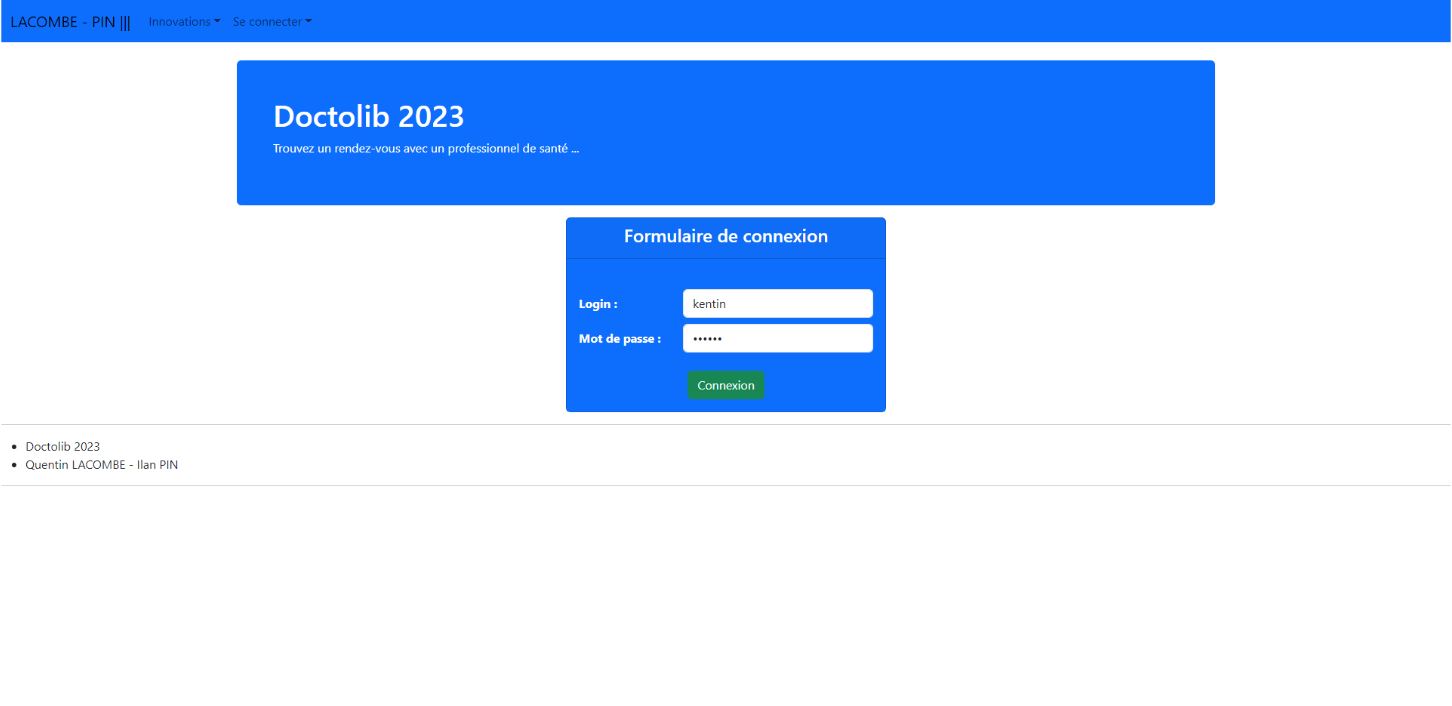 LACOMBE - PIN ||| Innovations Se connecter
Doctolib 2023
Trouvez un rendez-vous avec un professionnel de santé ...
Formulaire de connexion
Login : kentin
Mot de passe : ••••••
Connexion
• Doctolib 2023
• Quentin LACOMBE - Ilan PIN